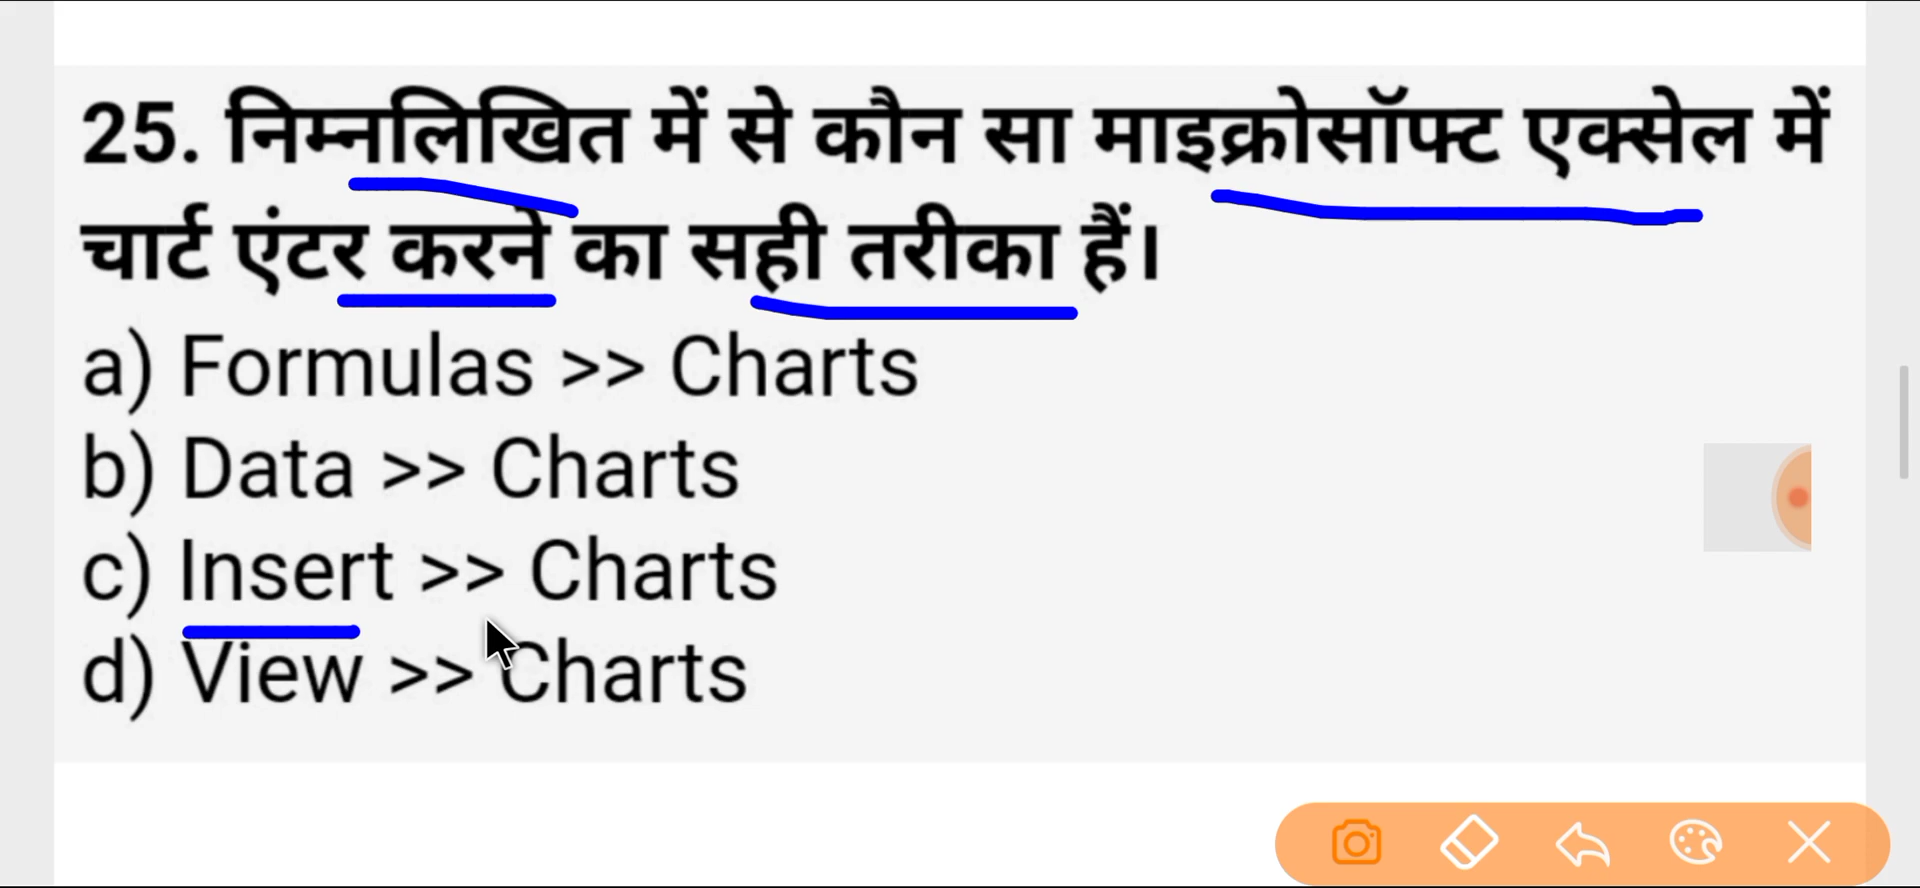 25. निम्नलिखित में से कौन सा माइक्रोसॉफ्ट एक्सेल में
चार्ट एंटर करने का सही तरीका हैं।
a) Formulas >> Charts
b) Data >> Charts
c) Insert >> Charts
d) View >> Charts